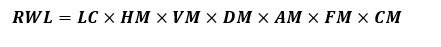 RWL = LC × HM × VM × DM × AM × FM × CM